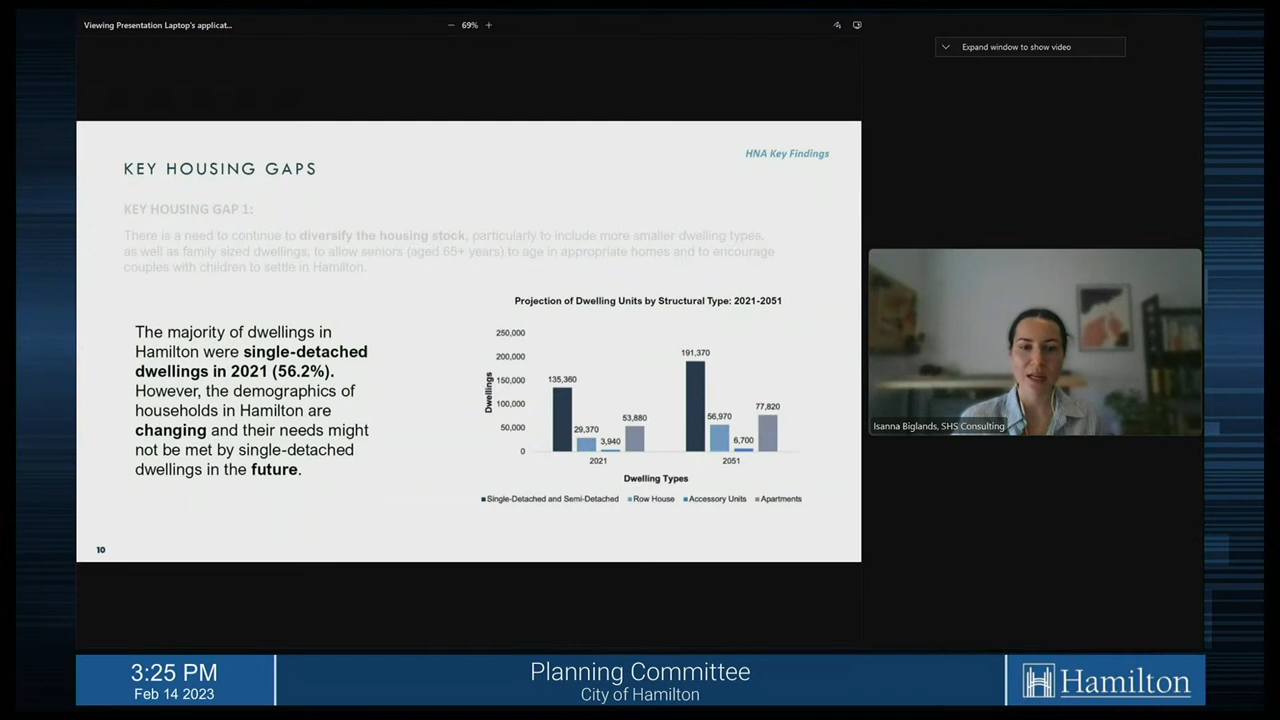 Viewing Presentation Laptop's applicat...
69%
Expand window to show video
HNA Key Findings
KEY HOUSING GAPS
KEY HOUSING GAP 1:
There is a need to continue to diversify the housing stock, particularly to include more smaller dwelling types,
as well as family sized dwellings, to allow seniors (aged 65+ years) to age in appropriate homes and to encourage
couples with children to settle in Hamilton.
The majority of dwellings in
Hamilton were single-detached
dwellings in 2021 (56.2%).
However, the demographics of
households in Hamilton are
changing and their needs might
not be met by single-detached
dwellings in the future.
Projection of Dwelling Units by Structural Type: 2021-2051
Dwellings
250,000
200,000
150,000
100,000
50,000
0
135,360
29,370
3,940
53,880
191,370
56,970
6,700
77,820
2021
2051
Dwelling Types
Single-Detached and Semi-Detached
Row House
Accessory Units
Apartments
10
Isanna Biglands, SHS Consulting
3:25 PM
Feb 14 2023
Planning Committee
City of Hamilton
Hamilton